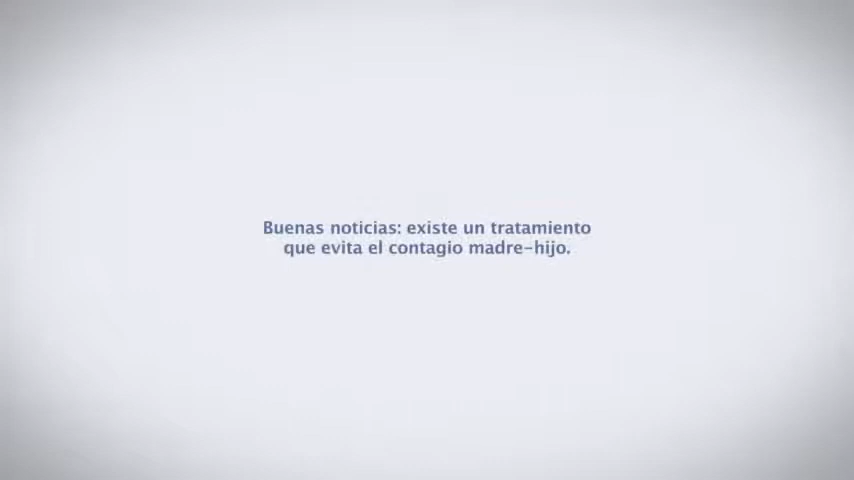 Buenas noticias: existe un tratamiento
que evita el contagio madre-hijo.